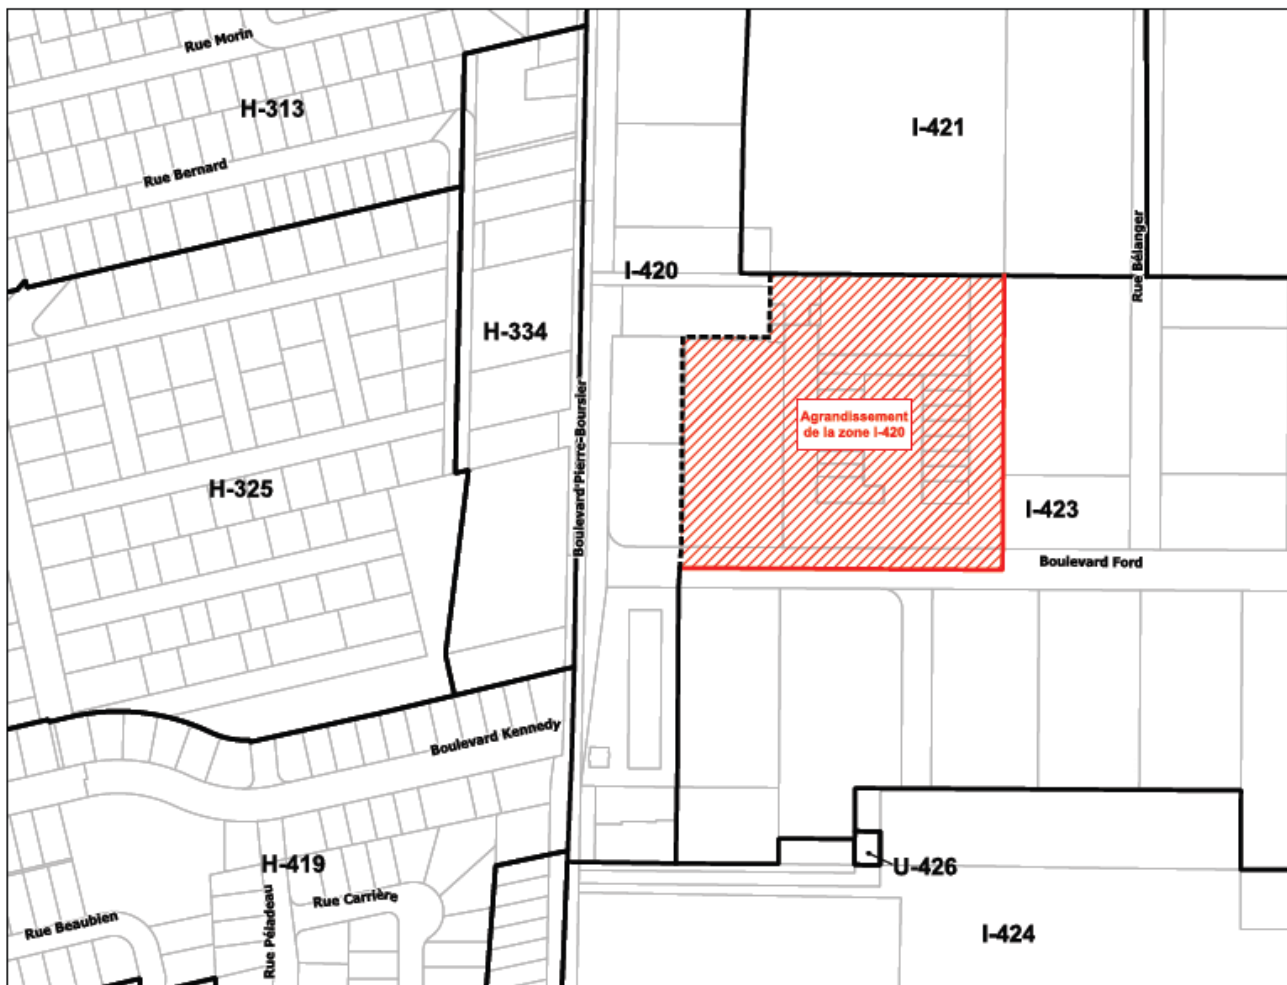 Rue Morin
H-313
I-421
Rue Bernard
Rue Bélanger
I-420
H-334
Boulevard Pierre-Boursier
Agrandissement
de la zone I-420
H-325
I-423
Boulevard Ford
Boulevard Kennedy
H-419
U-426
Rue Carrière
Rue Péladeau
Rue Beaubien
I-424